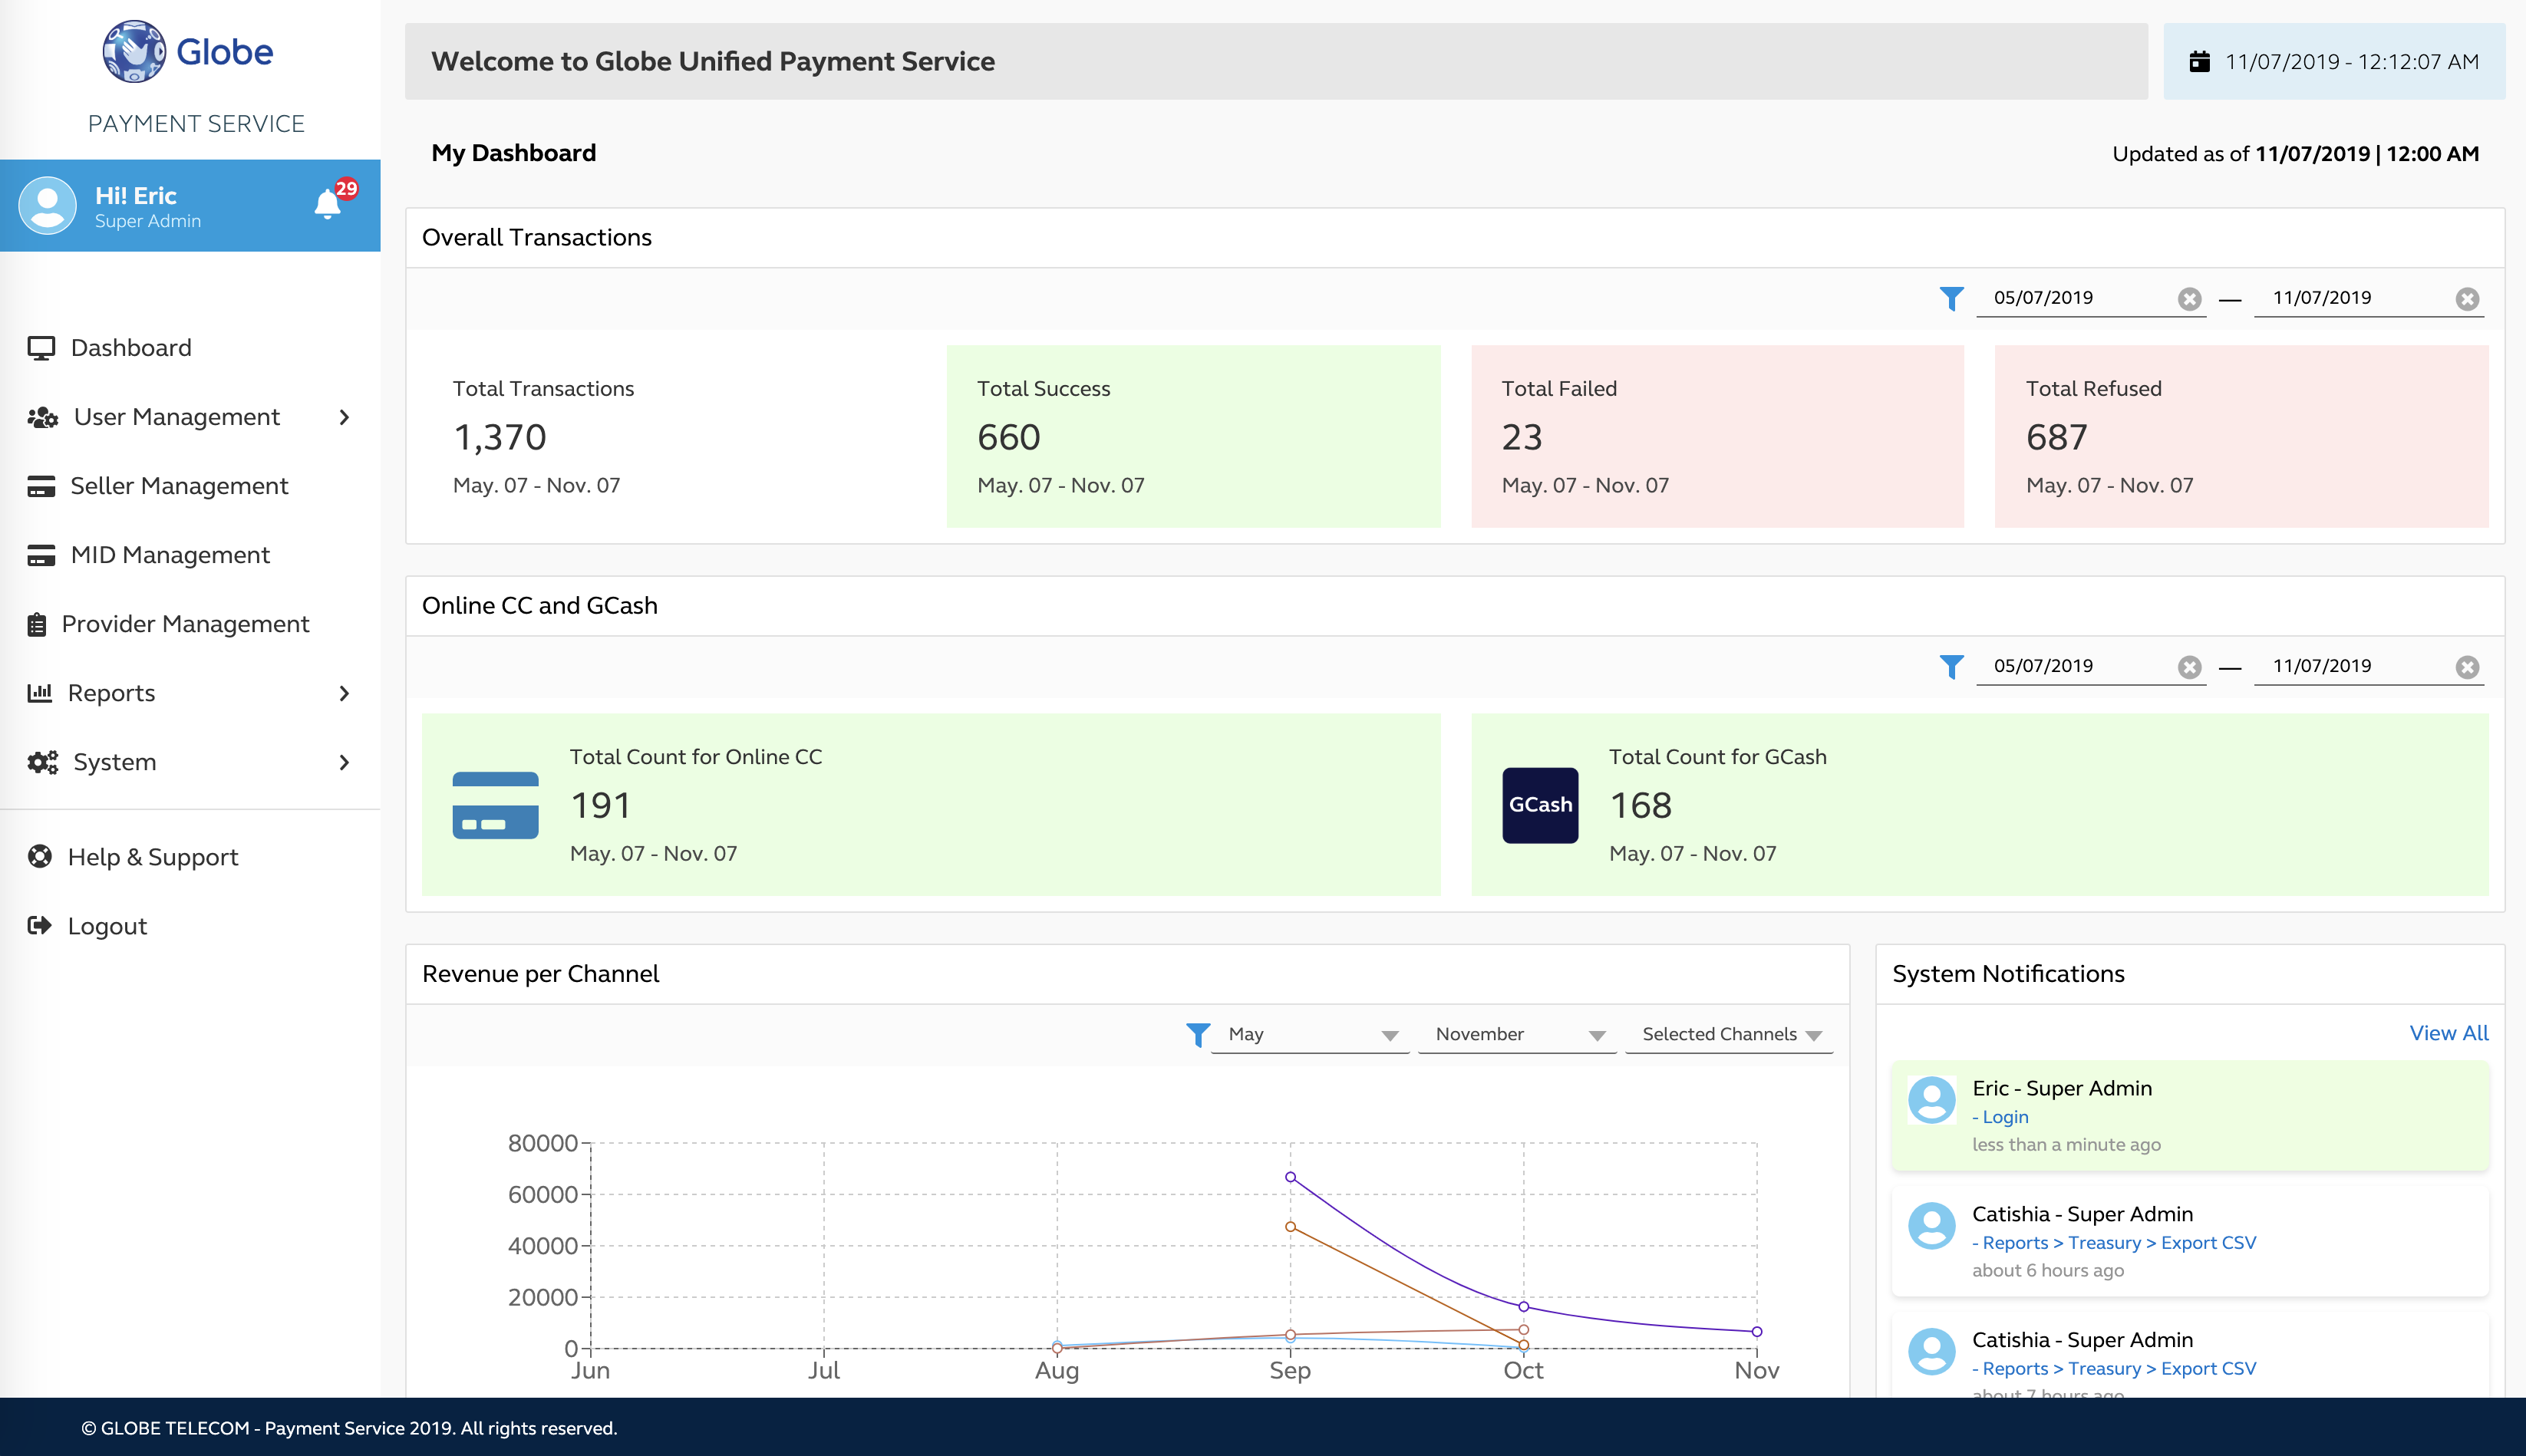 Globe
PAYMENT SERVICE
Hi! Eric
Super Admin
29
Dashboard
User Management
Seller Management
MID Management
Provider Management
Reports
System
Help & Support
Logout
Welcome to Globe Unified Payment Service
11/07/2019 - 12:12:07 AM
My Dashboard
Updated as of 11/07/2019 | 12:00 AM
Overall Transactions
05/07/2019 — 11/07/2019
Total Transactions
1,370
May. 07 - Nov. 07
Total Success
660
May. 07 - Nov. 07
Total Failed
23
May. 07 - Nov. 07
Total Refused
687
May. 07 - Nov. 07
Online CC and GCash
05/07/2019 — 11/07/2019
Total Count for Online CC
191
May. 07 - Nov. 07
GCash
Total Count for GCash
168
May. 07 - Nov. 07
Revenue per Channel
May
November
Selected Channels
80000
60000
40000
20000
0
Jun Jul Aug Sep Oct Nov
System Notifications
View All
Eric - Super Admin
- Login
less than a minute ago
Catishia - Super Admin
- Reports > Treasury > Export CSV
about 6 hours ago
Catishia - Super Admin
- Reports > Treasury > Export CSV
about 7 hours ago
© GLOBE TELECOM - Payment Service 2019. All rights reserved.